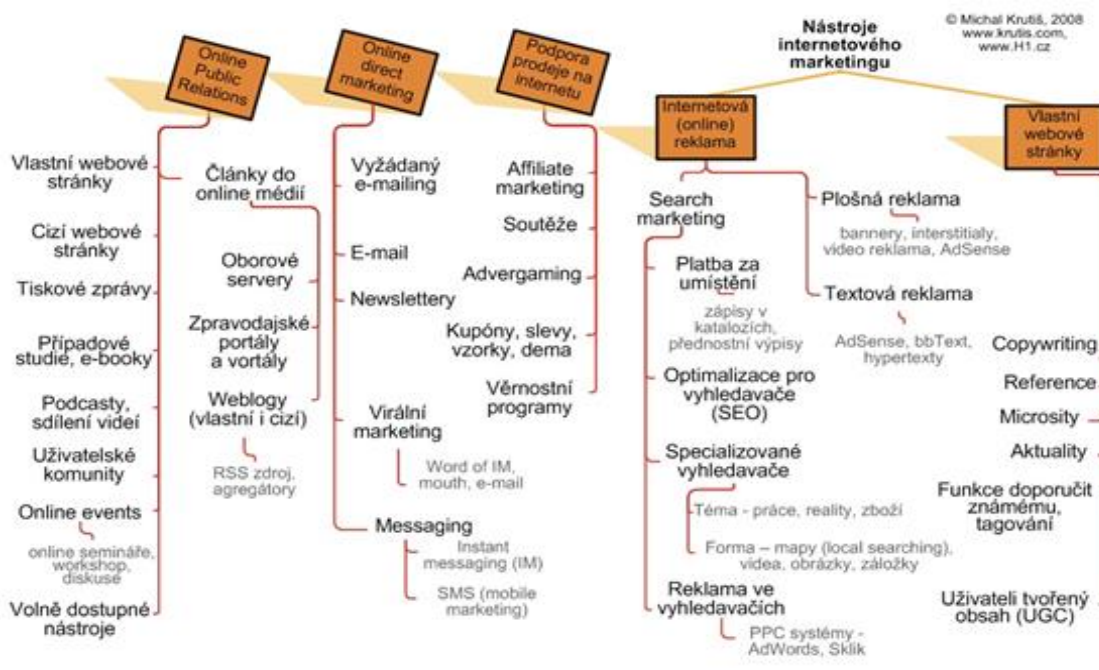 Nástroje
internetového
marketingu
© Michal Krutiš, 2008
www.krutis.com,
www.H1.cz
Online
Public
Relations
Vlastní webové
stránky
Cizí webové
stránky
Tiskové zprávy
Případové
studie, e-booky
Podcasty,
sdílení videí
Uživatelské
komunity
Online events
online semináře,
workshop,
diskuse
Volně dostupné
nástroje
Články do
online médií
Oborové
servery
Zpravodajské
portály
a vortály
Weblogy
(vlastní i cizí)
RSS zdroj,
agregátory
Online
direct
marketing
Vyžádaný
e-mailing
E-mail
Newslettery
Virální
marketing
Word of IM,
mouth, e-mail
Messaging
Instant
messaging (IM)
SMS (mobile
marketing)
Podpora
prodeje na
internetu
Affiliate
marketing
Soutěže
Advergaming
Kupóny, slevy,
vzorky, dema
Věrnostní
programy
Internetová
(online)
reklama
Search
marketing
Platba za
umístění
zápisy v
katalozích,
přednostní výpisy
Optimalizace pro
vyhledavače
(SEO)
Specializované
vyhledavače
Téma - práce, reality, zboží
Forma – mapy (local searching),
videa, obrázky, záložky
Reklama ve
vyhledavačích
PPC systémy -
AdWords, Sklik
Plošná reklama
bannery, interstitialy,
video reklama, AdSense
Textová reklama
AdSense, bbText,
hypertexty
Vlastní
webové
stránky
Copywriting
Reference
Microsity
Aktuality
Funkce doporučit
známému,
tagování
Uživateli tvořený
obsah (UGC)